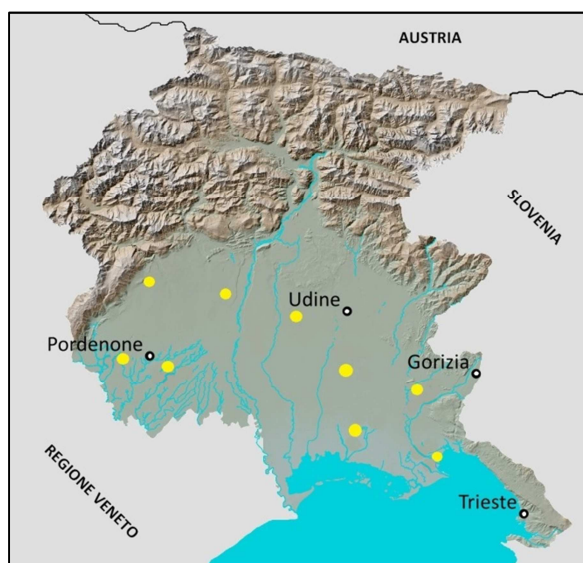 AUSTRIA
SLOVENIA
Udine
Pordenone
Gorizia
REGIONE VENETO
Trieste